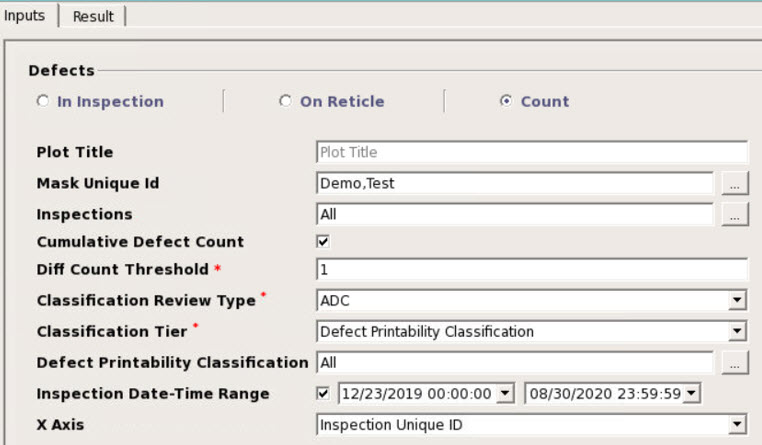 Inputs Result
Defects
In Inspection On Reticle Count
Plot Title Plot Title
Mask Unique Id Demo,Test ...
Inspections All ...
Cumulative Defect Count
Diff Count Threshold * 1
Classification Review Type * ADC
Classification Tier * Defect Printability Classification
Defect Printability Classification All ...
Inspection Date-Time Range 12/23/2019 00:00:00 08/30/2020 23:59:59
X Axis Inspection Unique ID